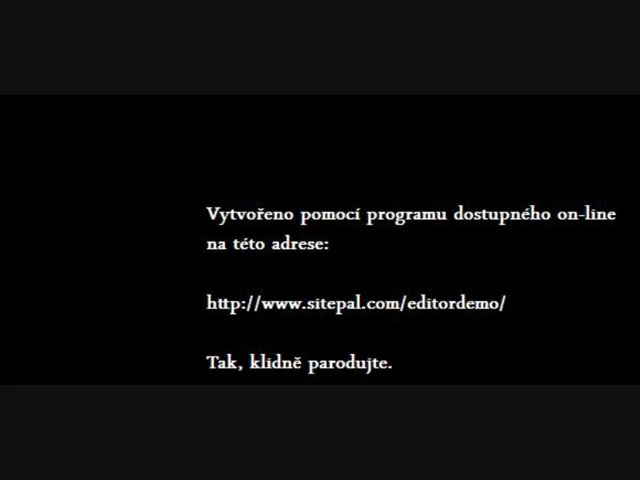 Vytvořeno pomocí programu dostupného on-line
na této adrese:
http://www.sitepal.com/editordemo/
Tak, klidně parodujte.